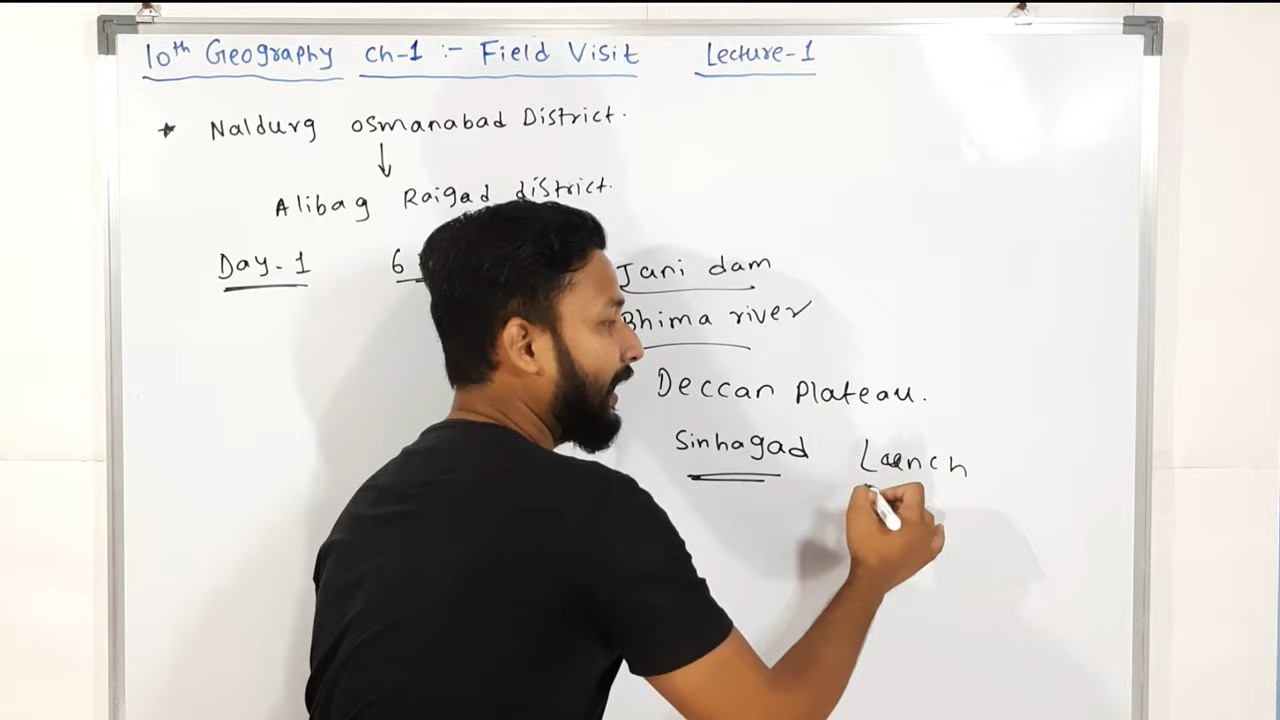 10th Geography ch-1 :- Field Visit Lecture-1
* Naldurg osmanabad District.
↓
Alibag Raigad district.
Day-1 6 Jani dam
Bhima river
Deccan Plateau.
Sinhagad